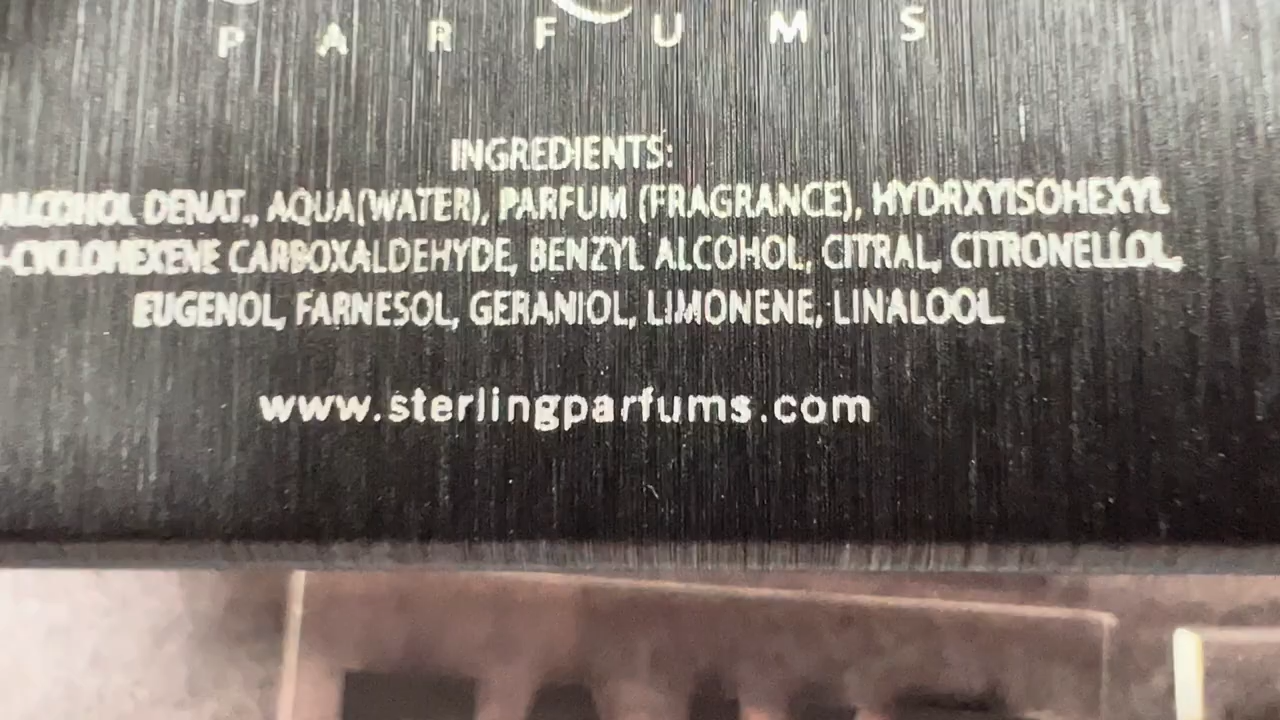 PARFUMS
INGREDIENTS:
ALCOHOL DENAT., AQUA(WATER), PARFUM (FRAGRANCE), HYDRXYISOHEXYL
-CYCLOHEXENE CARBOXALDEHYDE, BENZYL ALCOHOL, CITRAL, CITRONELLOL,
EUGENOL, FARNESOL, GERANIOL, LIMONENE, LINALOOL
www.sterlingparfums.com